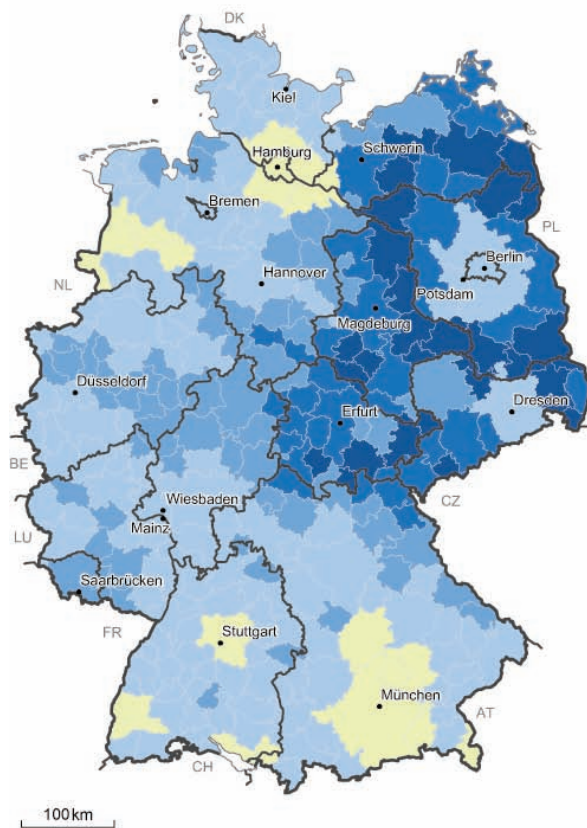 DK
Kiel
Hamburg
Schwerin
Bremen
PL
Berlin
NL
Hannover
Potsdam
Magdeburg
Düsseldorf
Erfurt
Dresden
BE
Wiesbaden
CZ
LU
Mainz
Saarbrücken
FR
Stuttgart
München
AT
CH
100 km